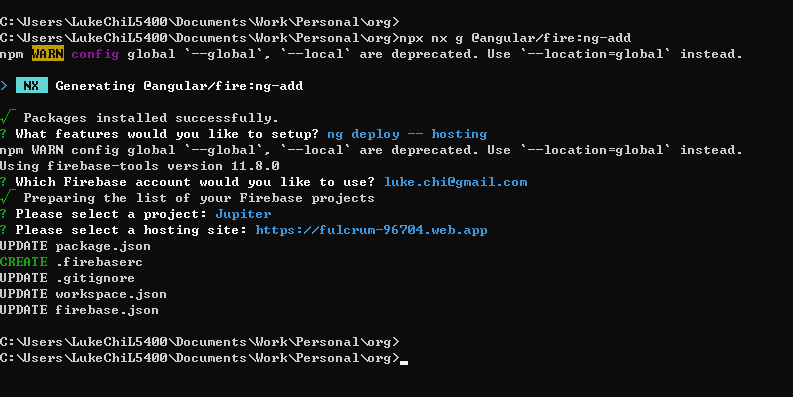 C:\Users\LukeChiL5400\Documents\Work\Personal\org>
C:\Users\LukeChiL5400\Documents\Work\Personal\org>npx nx g @angular/fire:ng-add
npm WARN config global `--global`, `--local` are deprecated. Use `--location=global` instead.
> NX Generating @angular/fire:ng-add
√ Packages installed successfully.
? What features would you like to setup? ng deploy -- hosting
npm WARN config global `--global`, `--local` are deprecated. Use `--location=global` instead.
Using firebase-tools version 11.8.0
? Which Firebase account would you like to use? luke.chi@gmail.com
√ Preparing the list of your Firebase projects
? Please select a project: Jupiter
? Please select a hosting site: https://fulcrum-96704.web.app
UPDATE package.json
CREATE .firebaserc
UPDATE .gitignore
UPDATE workspace.json
UPDATE firebase.json
C:\Users\LukeChiL5400\Documents\Work\Personal\org>
C:\Users\LukeChiL5400\Documents\Work\Personal\org>